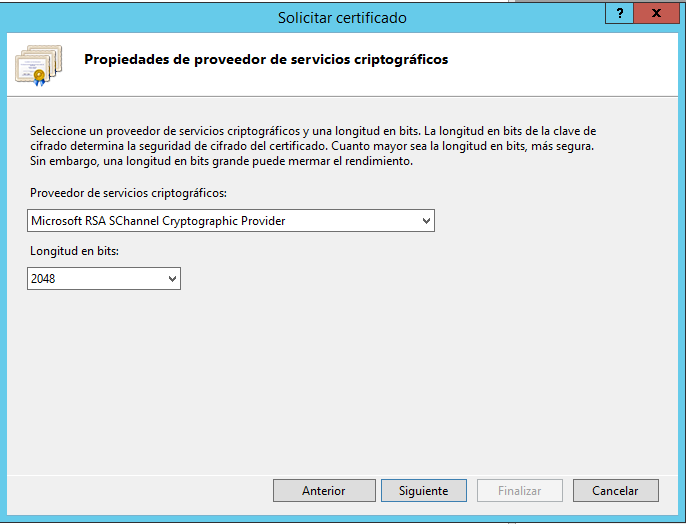 Solicitar certificado
? x
Propiedades de proveedor de servicios criptográficos
Seleccione un proveedor de servicios criptográficos y una longitud en bits. La longitud en bits de la clave de
cifrado determina la seguridad de cifrado del certificado. Cuanto mayor sea la longitud en bits, más segura.
Sin embargo, una longitud en bits grande puede mermar el rendimiento.
Proveedor de servicios criptográficos:
Microsoft RSA SChannel Cryptographic Provider
Longitud en bits:
2048
Anterior Siguiente Finalizar Cancelar